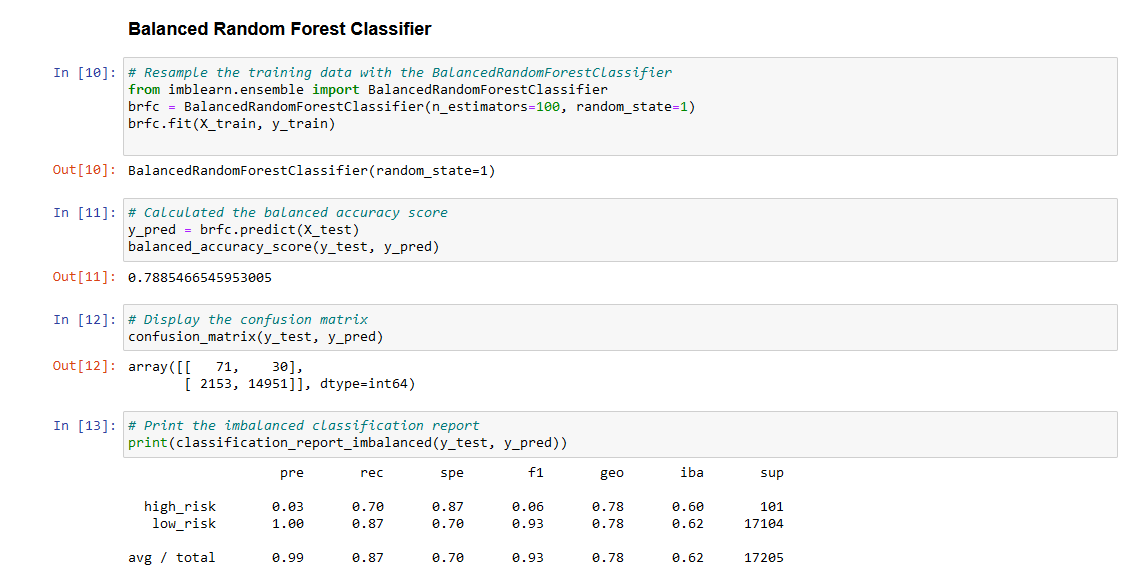 Balanced Random Forest Classifier
In [10]: # Resample the training data with the BalancedRandomForestClassifier
from imblearn.ensemble import BalancedRandomForestClassifier
brfc = BalancedRandomForestClassifier(n_estimators=100, random_state=1)
brfc.fit(X_train, y_train)
Out[10]: BalancedRandomForestClassifier(random_state=1)
In [11]: # Calculated the balanced accuracy score
y_pred = brfc.predict(X_test)
balanced_accuracy_score(y_test, y_pred)
Out[11]: 0.7885466545953005
In [12]: # Display the confusion matrix
confusion_matrix(y_test, y_pred)
Out[12]: array([[   71,    30],
       [ 2153, 14951]], dtype=int64)
In [13]: # Print the imbalanced classification report
print(classification_report_imbalanced(y_test, y_pred))
pre rec spe f1 geo iba sup
high_risk 0.03 0.70 0.87 0.06 0.78 0.60 101
low_risk 1.00 0.87 0.70 0.93 0.78 0.62 17104
avg / total 0.99 0.87 0.70 0.93 0.78 0.62 17205